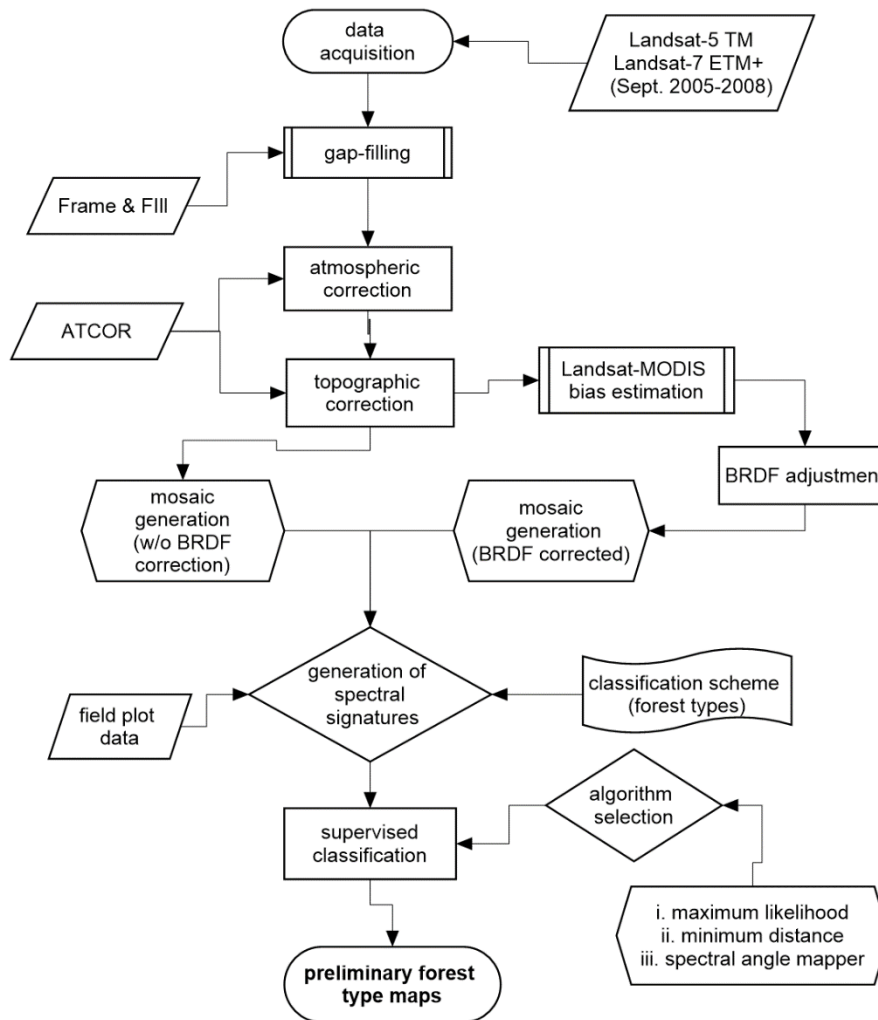 data
acquisition
Landsat-5 TM
Landsat-7 ETM+
(Sept. 2005-2008)
gap-filling
Frame & FIll
atmospheric
correction
ATCOR
topographic
correction
Landsat-MODIS
bias estimation
BRDF adjustment
mosaic
generation
(w/o BRDF
correction)
mosaic
generation
(BRDF corrected)
generation of
spectral
signatures
classification scheme
(forest types)
field plot
data
algorithm
selection
supervised
classification
i. maximum likelihood
ii. minimum distance
iii. spectral angle mapper
preliminary forest
type maps